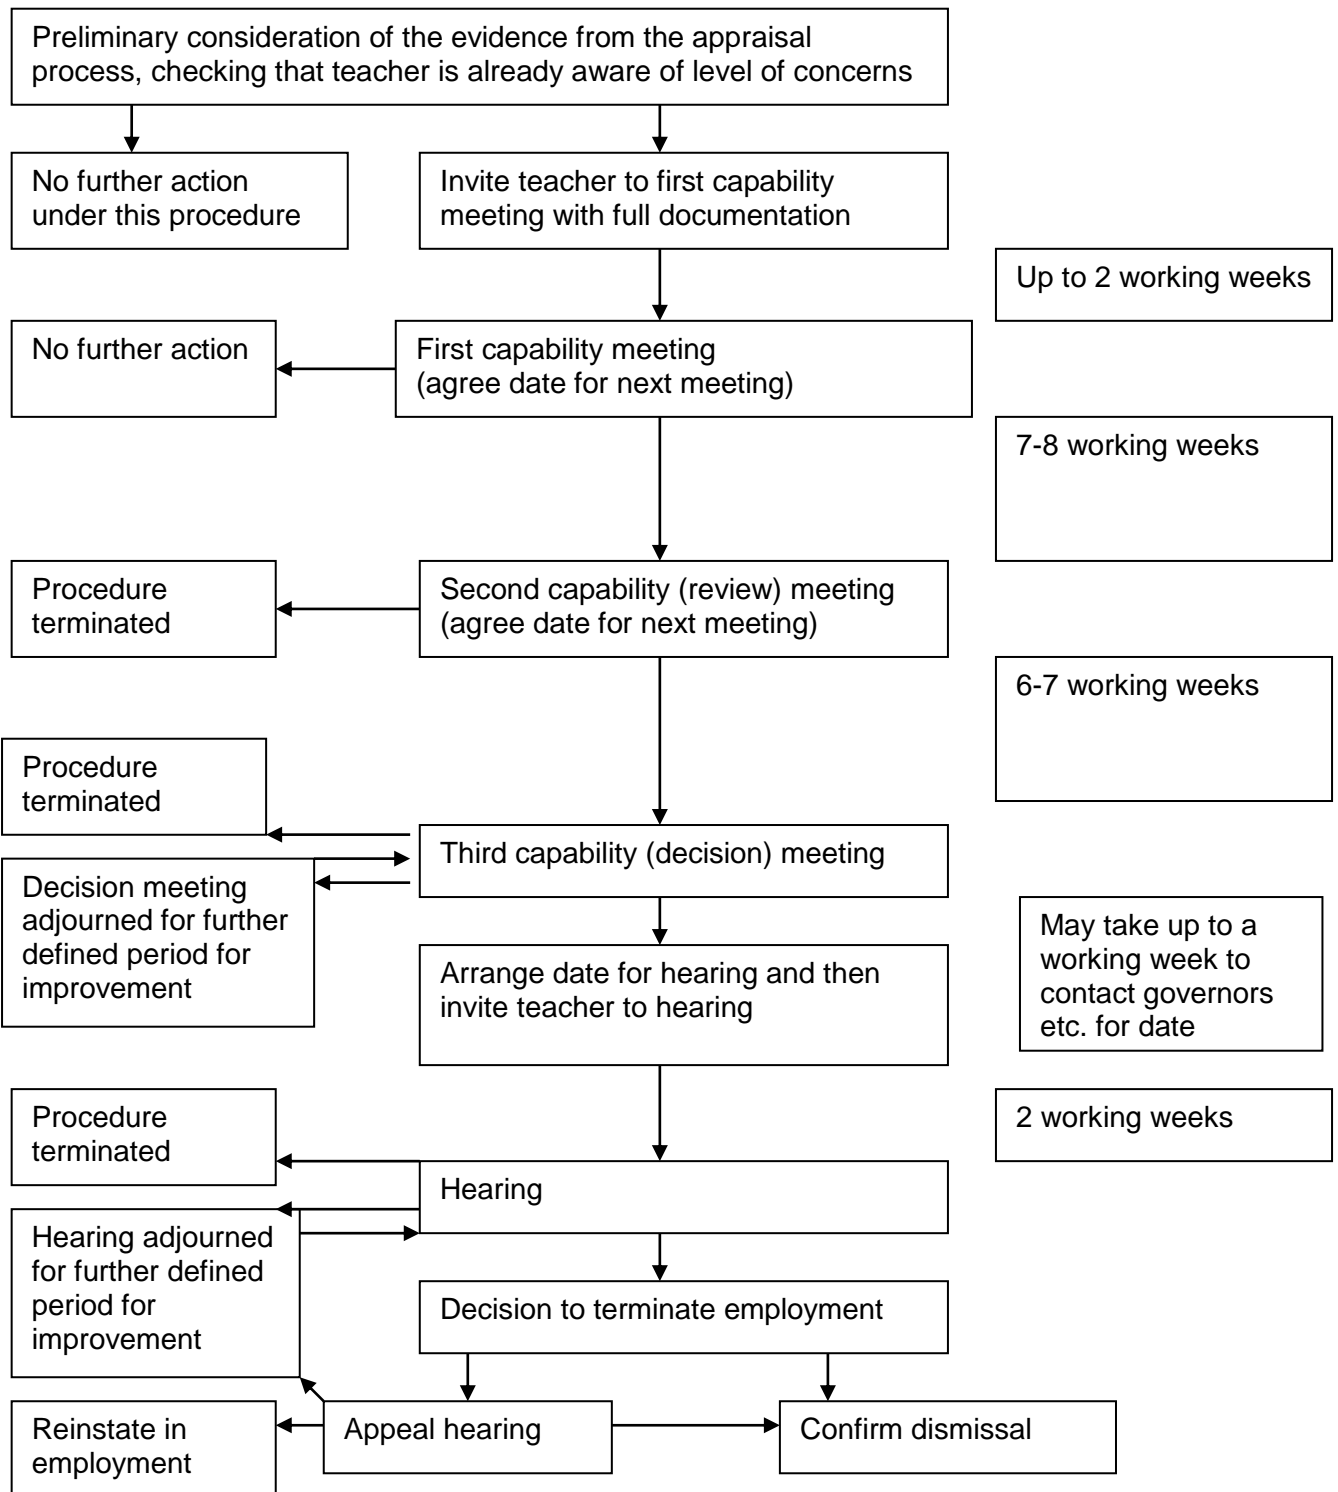 Preliminary consideration of the evidence from the appraisal
process, checking that teacher is already aware of level of concerns
No further action
under this procedure
Invite teacher to first capability
meeting with full documentation
Up to 2 working weeks
No further action
First capability meeting
(agree date for next meeting)
7-8 working weeks
Procedure
terminated
Second capability (review) meeting
(agree date for next meeting)
6-7 working weeks
Procedure
terminated
Third capability (decision) meeting
Decision meeting
adjourned for further
defined period for
improvement
Arrange date for hearing and then
invite teacher to hearing
May take up to a
working week to
contact governors
etc. for date
Procedure
terminated
2 working weeks
Hearing
Hearing adjourned
for further defined
period for
improvement
Decision to terminate employment
Reinstate in
employment
Appeal hearing
Confirm dismissal